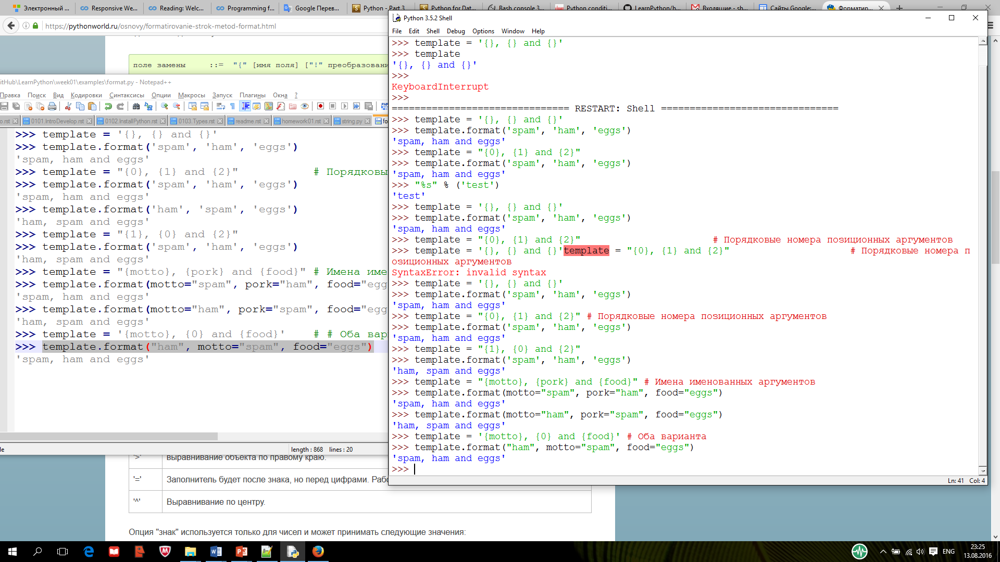 Электронный ...
Responsive We...
Reading: Welc...
Programming f...
Google Перев...
Python - Part 3...
Python for Dat...
Bash console 3...
Python conditi...
LearnPython/h...
Входящие - sh...
Сайты Google:...
Форматир...
https://pythonworld.ru/osnovy/formatirovanie-strok-metod-format.html
поле замены ::= "{" [имя поля] ["!" преобразовани
itHub\LearnPython\week01\examples\format.py - Notepad++
Правка Поиск Вид Кодировки Синтаксисы Опции Макросы Запуск Плагины Окна ?
o.rst 0101.IntroDevelop.rst 0102.InstallPython.rst 0103.Types.rst readme.rst homework01.rst string.py fo
>>> template = '{}, {} and {}'
>>> template.format('spam', 'ham', 'eggs')
'spam, ham and eggs'
>>> template = "{0}, {1} and {2}" # Порядковы
>>> template.format('spam', 'ham', 'eggs')
'spam, ham and eggs'
>>> template.format('ham', 'spam', 'eggs')
'ham, spam and eggs'
>>> template = "{1}, {0} and {2}"
>>> template.format('spam', 'ham', 'eggs')
'ham, spam and eggs'
>>> template = "{motto}, {pork} and {food}" # Имена име
>>> template.format(motto="spam", pork="ham", food="egg
'spam, ham and eggs'
>>> template.format(motto="ham", pork="spam", food="egg
'ham, spam and eggs'
>>> template = '{motto}, {0} and {food}' # # Оба вар
>>> template.format("ham", motto="spam", food="eggs")
'spam, ham and eggs'
le length : 868 lines : 20
'>' выравнивание объекта по правому краю.
'=' Заполнитель будет после знака, но перед цифрами. Рабо
'^' Выравнивание по центру.
Опция "знак" используется только для чисел и может принимать следующие значения:
Python 3.5.2 Shell
File Edit Shell Debug Options Window Help
>>> template = '{}, {} and {}'
>>> template
'{}, {} and {}'
>>>
KeyboardInterrupt
>>>
=============================== RESTART: Shell ===============================
>>> template = '{}, {} and {}'
>>> template.format('spam', 'ham', 'eggs')
'spam, ham and eggs'
>>> template = "{0}, {1} and {2}"
>>> template.format('spam', 'ham', 'eggs')
'spam, ham and eggs'
>>> "%s" % ('test')
'test'
>>> template = '{}, {} and {}'
>>> template.format('spam', 'ham', 'eggs')
'spam, ham and eggs'
>>> template = "{0}, {1} and {2}" # Порядковые номера позиционных аргументов
>>> template = '{}, {} and {}'template = "{0}, {1} and {2}" # Порядковые номера п
озиционных аргументов
SyntaxError: invalid syntax
>>> template = '{}, {} and {}'
>>> template.format('spam', 'ham', 'eggs')
'spam, ham and eggs'
>>> template = "{0}, {1} and {2}" # Порядковые номера позиционных аргументов
>>> template.format('spam', 'ham', 'eggs')
'spam, ham and eggs'
>>> template = "{1}, {0} and {2}"
>>> template.format('spam', 'ham', 'eggs')
'ham, spam and eggs'
>>> template = "{motto}, {pork} and {food}" # Имена именованных аргументов
>>> template.format(motto="spam", pork="ham", food="eggs")
'spam, ham and eggs'
>>> template.format(motto="ham", pork="spam", food="eggs")
'ham, spam and eggs'
>>> template = '{motto}, {0} and {food}' # Оба варианта
>>> template.format("ham", motto="spam", food="eggs")
'spam, ham and eggs'
>>>
Ln: 41 Col: 4
ENG
23:25
13.08.2016